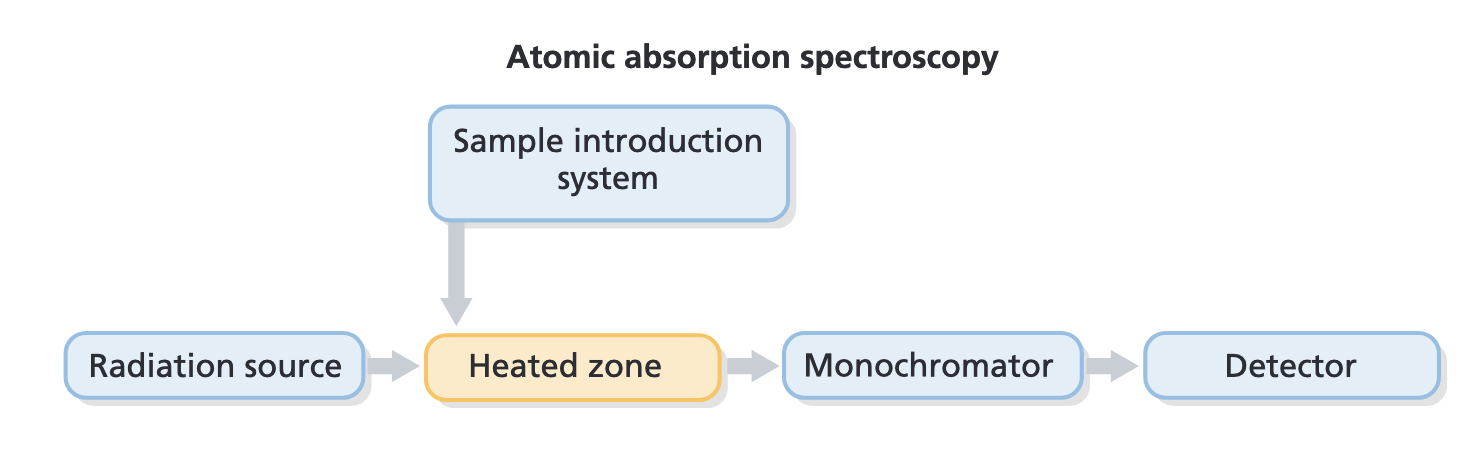 Atomic absorption spectroscopy
Sample introduction
system
Radiation source
Heated zone
Monochromator
Detector